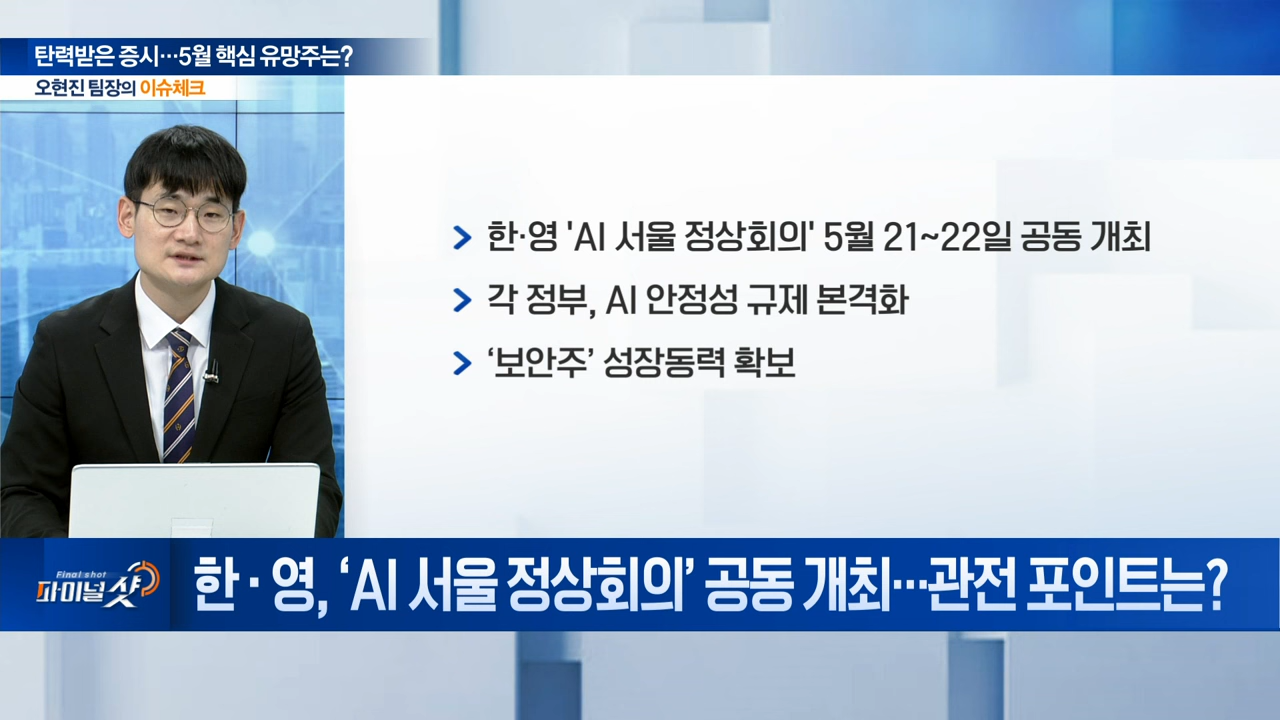 탄력받은 증시…5월 핵심 유망주는?
오현진 팀장의 이슈체크
한·영 'AI 서울 정상회의' 5월 21~22일 공동 개최
각 정부, AI 안정성 규제 본격화
‘보안주’ 성장동력 확보
Final shot
파이널샷
한·영, ‘AI 서울 정상회의’ 공동 개최…관전 포인트는?